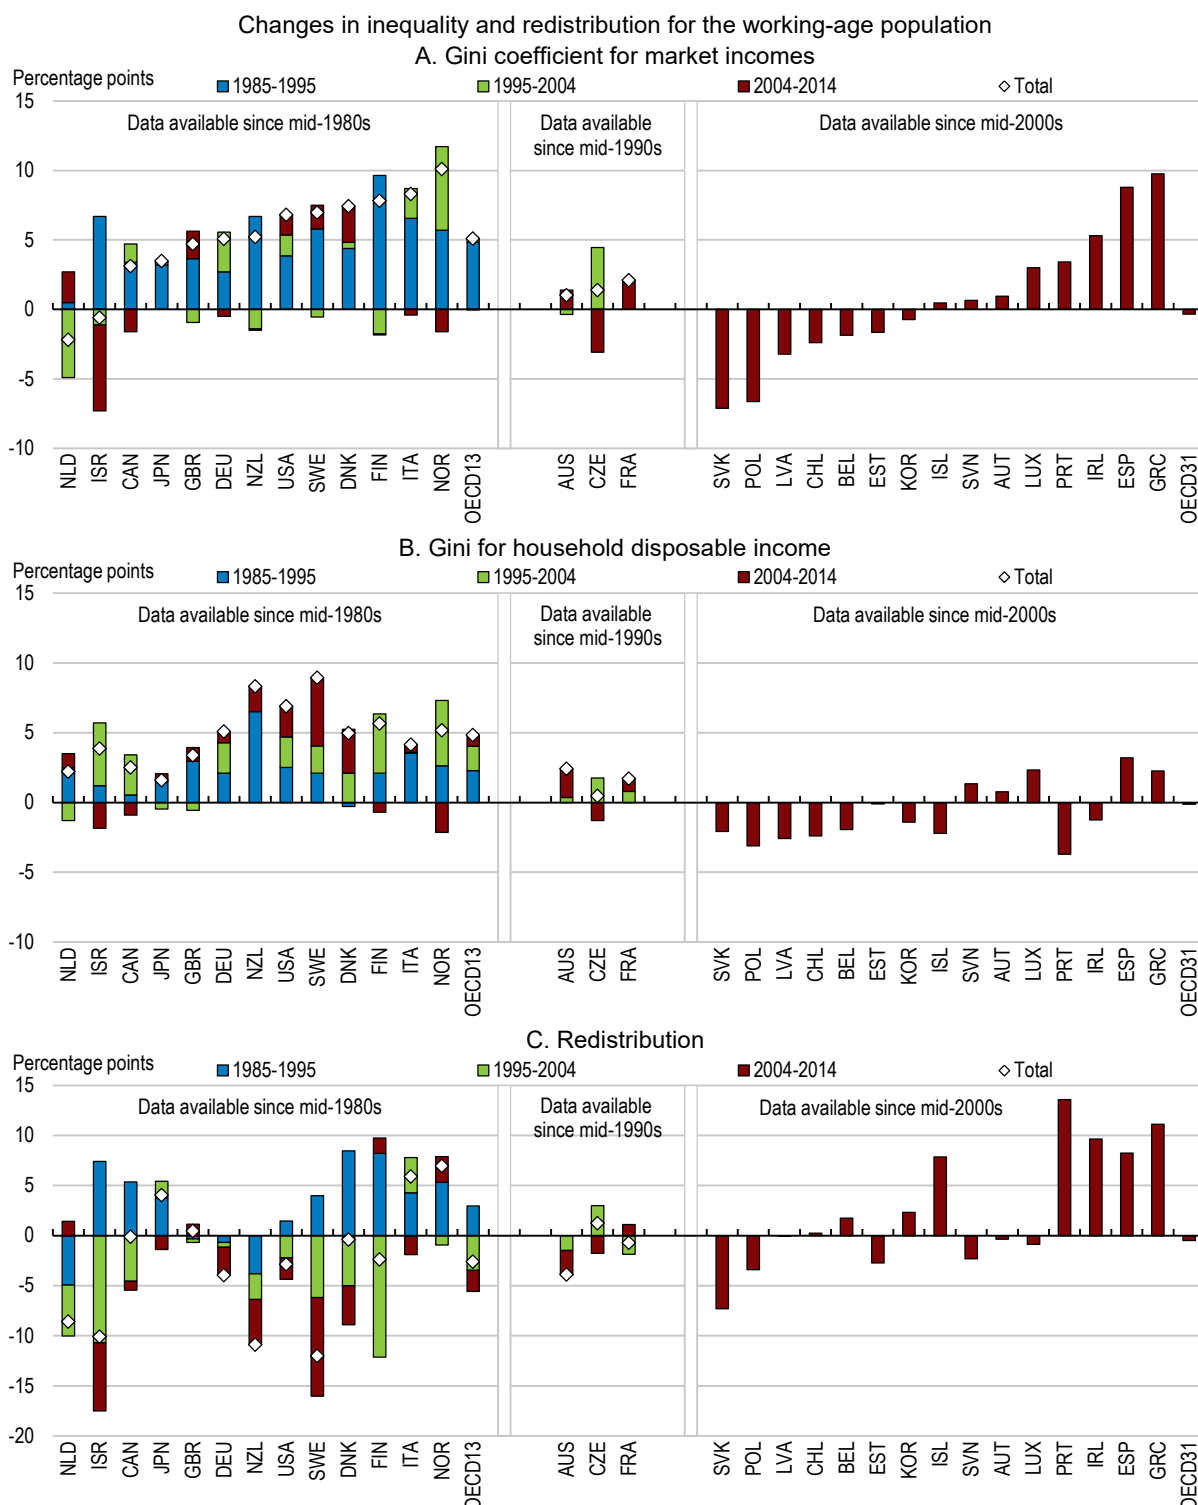 Changes in inequality and redistribution for the working-age population
A. Gini coefficient for market incomes
Percentage points
1985-1995 1995-2004 2004-2014 Total
15
10
5
0
-5
-10
Data available since mid-1980s
Data available
since mid-1990s
Data available since mid-2000s
NLD ISR CAN JPN GBR DEU NZL USA SWE DNK FIN ITA NOR OECD13 AUS CZE FRA SVK POL LVA CHL BEL EST KOR ISL SVN AUT LUX PRT IRL ESP GRC OECD31
B. Gini for household disposable income
Percentage points
1985-1995 1995-2004 2004-2014 Total
15
10
5
0
-5
-10
Data available since mid-1980s
Data available
since mid-1990s
Data available since mid-2000s
NLD ISR CAN JPN GBR DEU NZL USA SWE DNK FIN ITA NOR OECD13 AUS CZE FRA SVK POL LVA CHL BEL EST KOR ISL SVN AUT LUX PRT IRL ESP GRC OECD31
C. Redistribution
Percentage points
1985-1995 1995-2004 2004-2014 Total
15
10
5
0
-5
-10
-15
-20
Data available since mid-1980s
Data available
since mid-1990s
Data available since mid-2000s
NLD ISR CAN JPN GBR DEU NZL USA SWE DNK FIN ITA NOR OECD13 AUS CZE FRA SVK POL LVA CHL BEL EST KOR ISL SVN AUT LUX PRT IRL ESP GRC OECD31